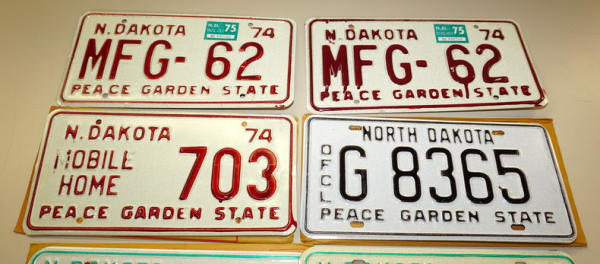 N. DAKOTA 75 74
MFG- 62
PEACE GARDEN STATE
N. DAKOTA 75 74
MFG- 62
PEACE GARDEN STATE
N. DAKOTA 74
MOBILL HOME 703
PEACE GARDEN STATE
NORTH DAKOTA
OFCL G 8365
PEACE GARDEN STATE